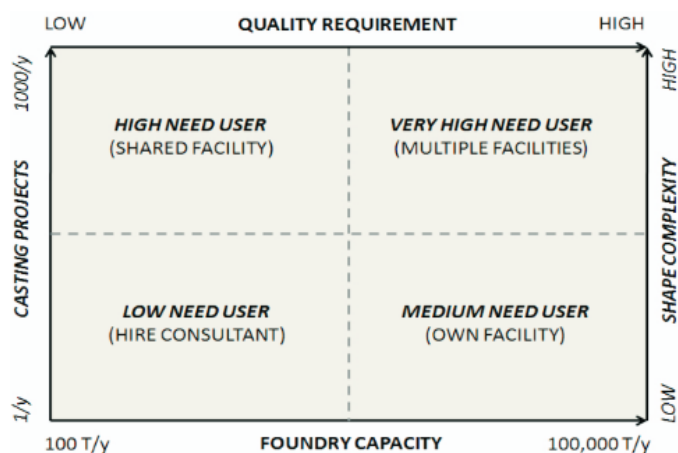 LOW QUALITY REQUIREMENT HIGH
1000/y
HIGH
HIGH NEED USER
(SHARED FACILITY)
VERY HIGH NEED USER
(MULTIPLE FACILITIES)
CASTING PROJECTS
SHAPE COMPLEXITY
LOW NEED USER
(HIRE CONSULTANT)
MEDIUM NEED USER
(OWN FACILITY)
1/y
LOW
100 T/y FOUNDRY CAPACITY 100,000 T/y